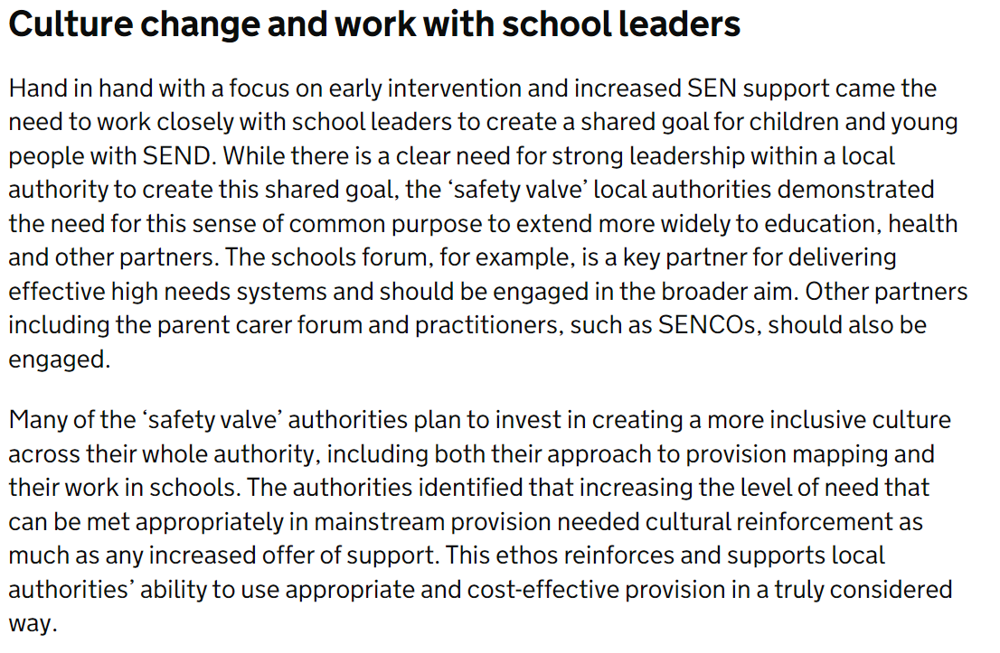 Culture change and work with school leaders
Hand in hand with a focus on early intervention and increased SEN support came the
need to work closely with school leaders to create a shared goal for children and young
people with SEND. While there is a clear need for strong leadership within a local
authority to create this shared goal, the ‘safety valve’ local authorities demonstrated
the need for this sense of common purpose to extend more widely to education, health
and other partners. The schools forum, for example, is a key partner for delivering
effective high needs systems and should be engaged in the broader aim. Other partners
including the parent carer forum and practitioners, such as SENCOs, should also be
engaged.
Many of the ‘safety valve’ authorities plan to invest in creating a more inclusive culture
across their whole authority, including both their approach to provision mapping and
their work in schools. The authorities identified that increasing the level of need that
can be met appropriately in mainstream provision needed cultural reinforcement as
much as any increased offer of support. This ethos reinforces and supports local
authorities’ ability to use appropriate and cost-effective provision in a truly considered
way.